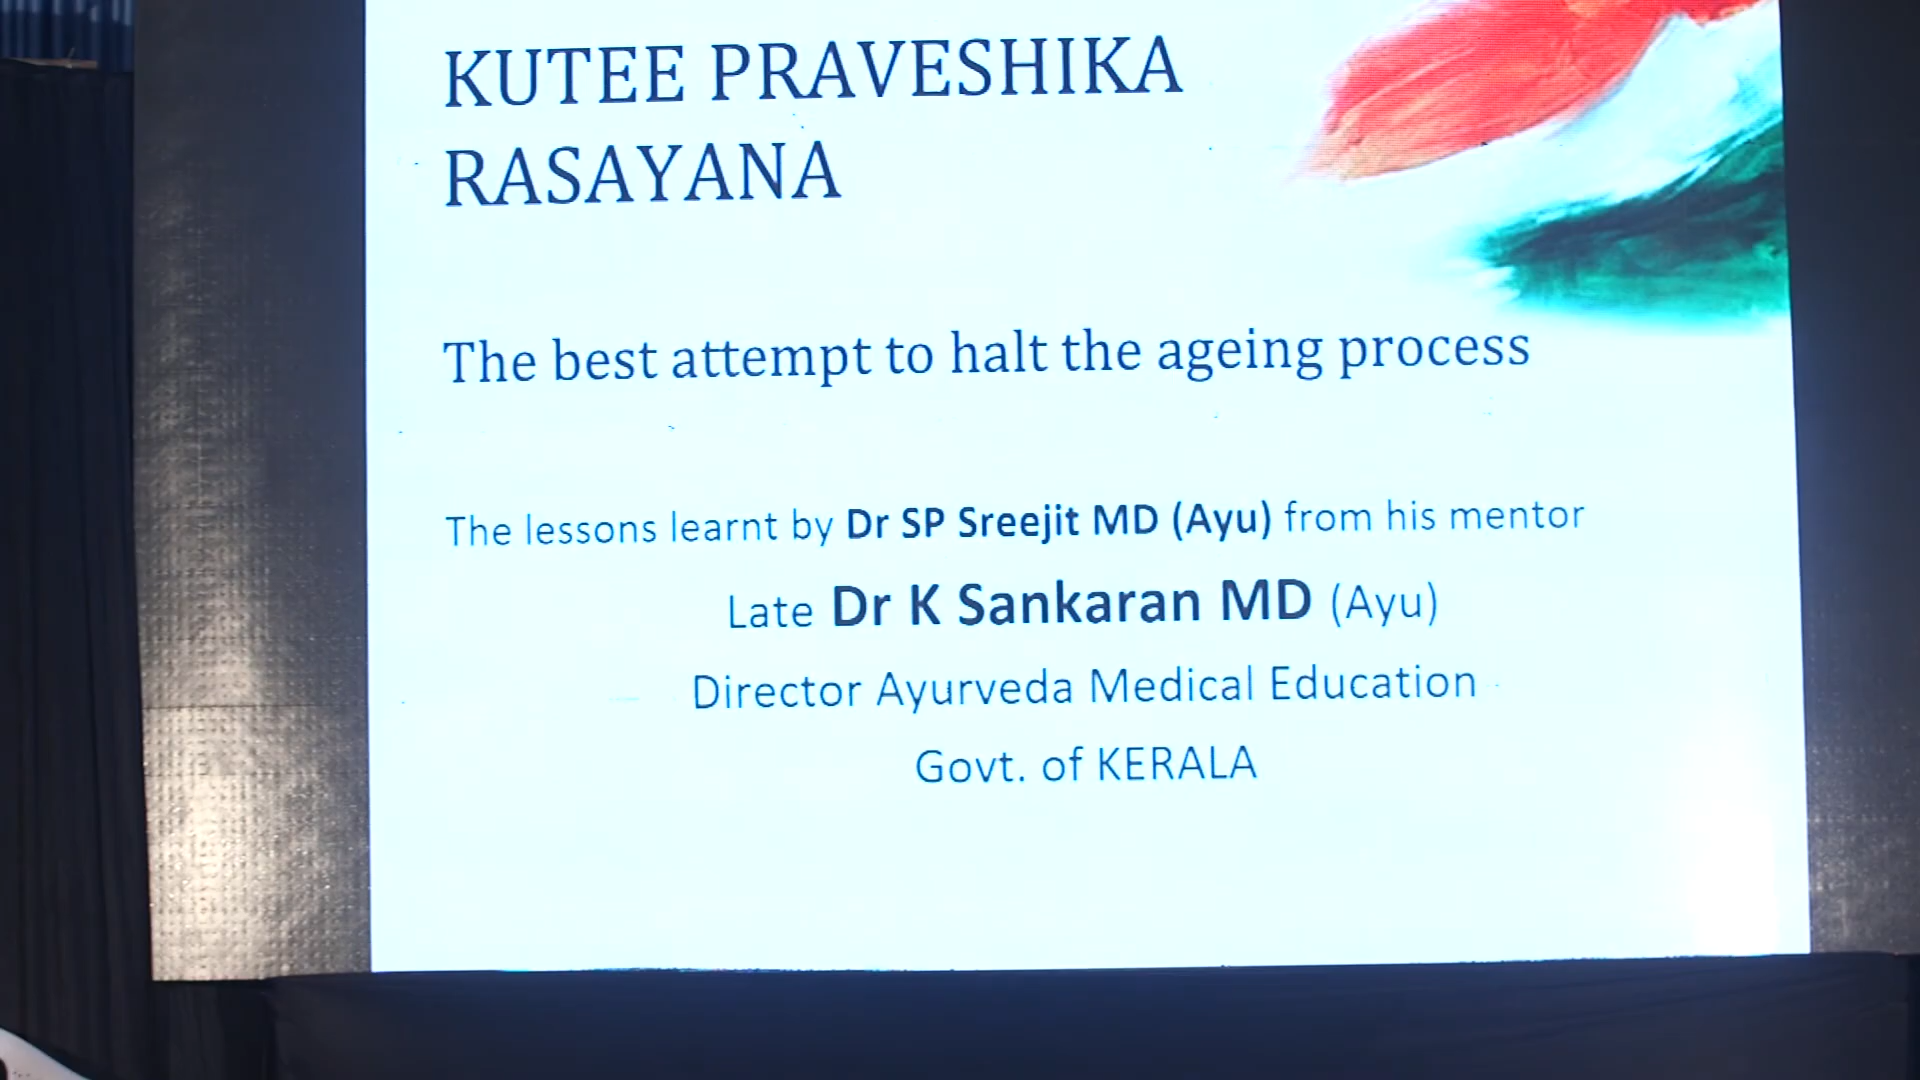 KUTEE PRAVESHIKA
RASAYANA
The best attempt to halt the ageing process
The lessons learnt by Dr SP Sreejit MD (Ayu) from his mentor
Late Dr K Sankaran MD (Ayu)
Director Ayurveda Medical Education
Govt. of KERALA